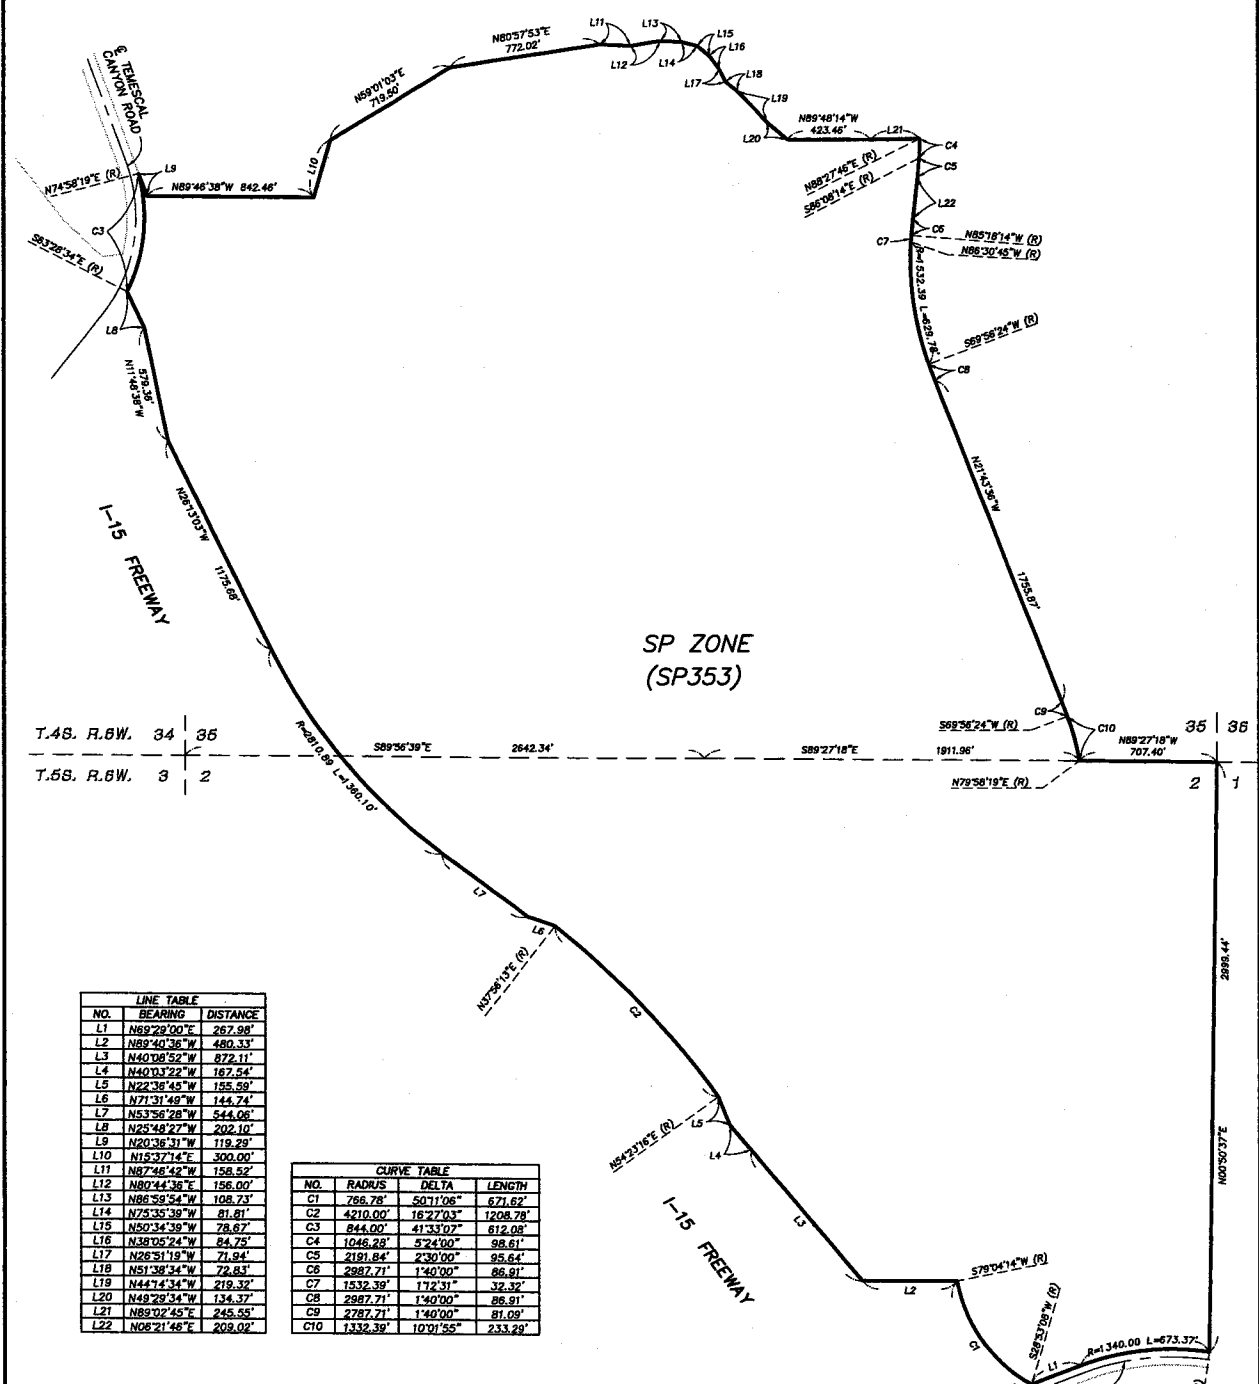 ℄ TEMESCAL
CANYON ROAD
N74°58'19"E (R)
L9
N89°46'38"W 842.46'
L10
N59°01'03"E
719.50'
N80°57'53"E
772.02'
L11
L12
L13
L14
L15
L16
L17
L18
L19
L20
N89°48'14"W
423.46'
L21
C4
C5
N88°27'46"E (R)
S86°08'14"E (R)
L22
C6
C7
N85°18'14"W (R)
N86°30'45"W (R)
R=1532.39 L=629.78'
S69°56'24"W (R)
C8
C3
S63°28'34"E (R)
L8
579.36'
N11°46'38"W
N26°13'03"W
1175.68'
I-15 FREEWAY
N21°43'36"W
1755.87'
SP ZONE
(SP353)
C9
S69°56'24"W (R)
C10
T.4S. R.6W. 34 35
T.5S. R.6W. 3 2
S89°56'39"E 2642.34'
S89°27'18"E 1911.96'
N89°27'18"W
707.40'
35 36
2 1
N79°58'19"E (R)
R=2810.89 L=1360.10'
L7
L6
N37°56'13"E (R)
C2
2999.44'
N00°50'37"E
L5
N54°23'16"E (R)
L4
L3
I-15 FREEWAY
L2
S79°04'14"W (R)
C1
S28°53'08"W (R)
L1
R=1340.00 L=673.37'
LINE TABLE
NO. BEARING DISTANCE
L1 N69°29'00"E 267.98'
L2 N89°40'36"W 480.33'
L3 N40°08'52"W 872.11'
L4 N40°03'22"W 167.54'
L5 N22°36'45"W 155.59'
L6 N71°31'49"W 144.74'
L7 N53°56'28"W 544.06'
L8 N25°48'27"W 202.10'
L9 N20°36'31"W 119.29'
L10 N15°37'14"E 300.00'
L11 N87°46'42"W 158.52'
L12 N80°44'36"E 156.00'
L13 N86°59'54"W 108.73'
L14 N75°35'39"W 81.81'
L15 N50°34'39"W 78.67'
L16 N38°05'24"W 84.75'
L17 N26°51'19"W 71.94'
L18 N51°38'34"W 72.83'
L19 N44°14'34"W 219.32'
L20 N49°29'34"W 134.37'
L21 N89°02'45"E 245.55'
L22 N06°21'46"E 209.02'
CURVE TABLE
NO. RADIUS DELTA LENGTH
C1 766.78' 50°11'06" 671.62'
C2 4210.00' 16°27'03" 1208.78'
C3 844.00' 41°33'07" 612.08'
C4 1046.28' 5°24'00" 98.61'
C5 2191.84' 2°30'00" 95.64'
C6 2987.71' 1°40'00" 86.91'
C7 1532.39' 1°12'31" 32.32'
C8 2987.71' 1°40'00" 86.91'
C9 2787.71' 1°40'00" 81.09'
C10 1332.39' 10°01'55" 233.29'